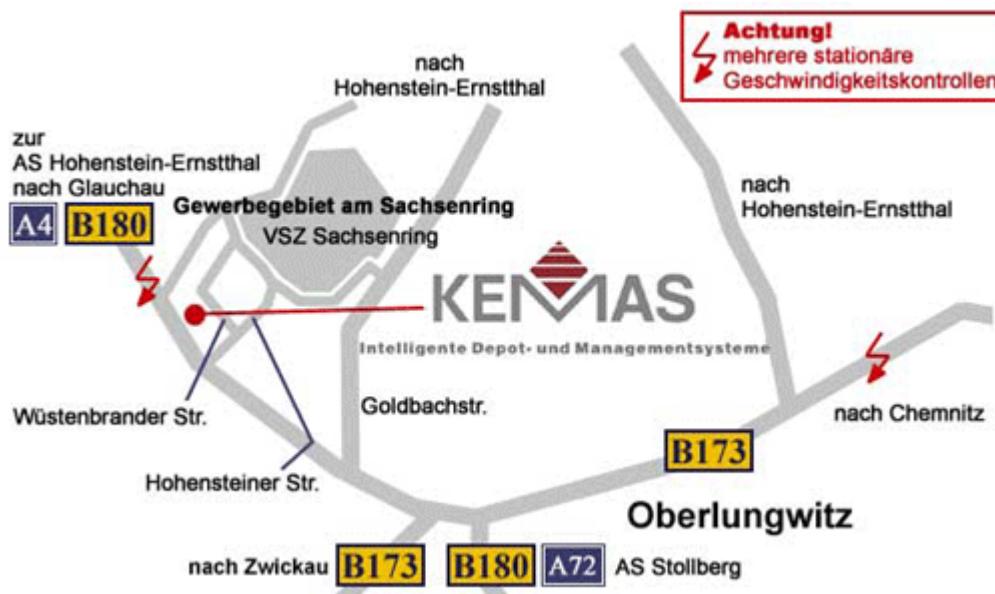 Achtung!
mehrere stationäre
Geschwindigkeitskontrollen
nach
Hohenstein-Ernstthal
zur
AS Hohenstein-Ernstthal
nach Glauchau
A4 B180
Gewerbegebiet am Sachsenring
VSZ Sachsenring
nach
Hohenstein-Ernstthal
KEMAS
Intelligente Depot- und Managementsysteme
Wüstenbrander Str.
Goldbachstr.
nach Chemnitz
Hohensteiner Str.
B173
Oberlungwitz
nach Zwickau B173
B180 A72 AS Stollberg